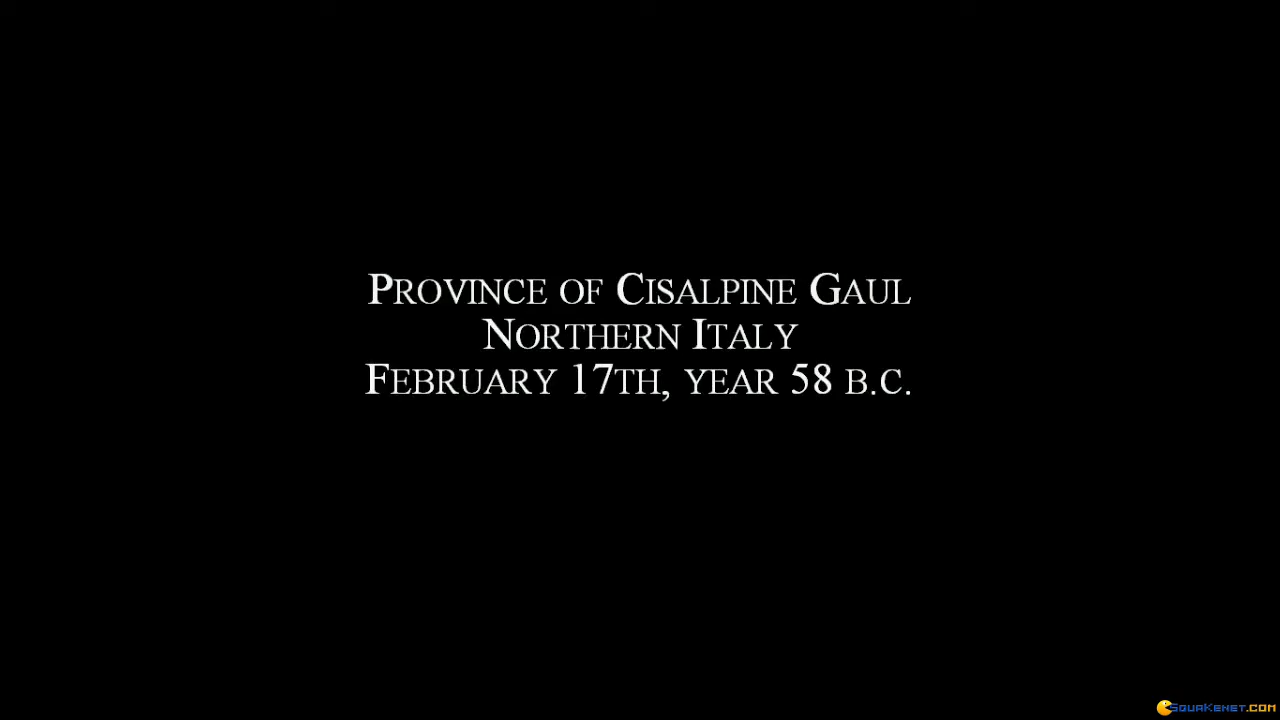 Province of Cisalpine Gaul
Northern Italy
February 17th, year 58 b.c.
SquaKenet.com